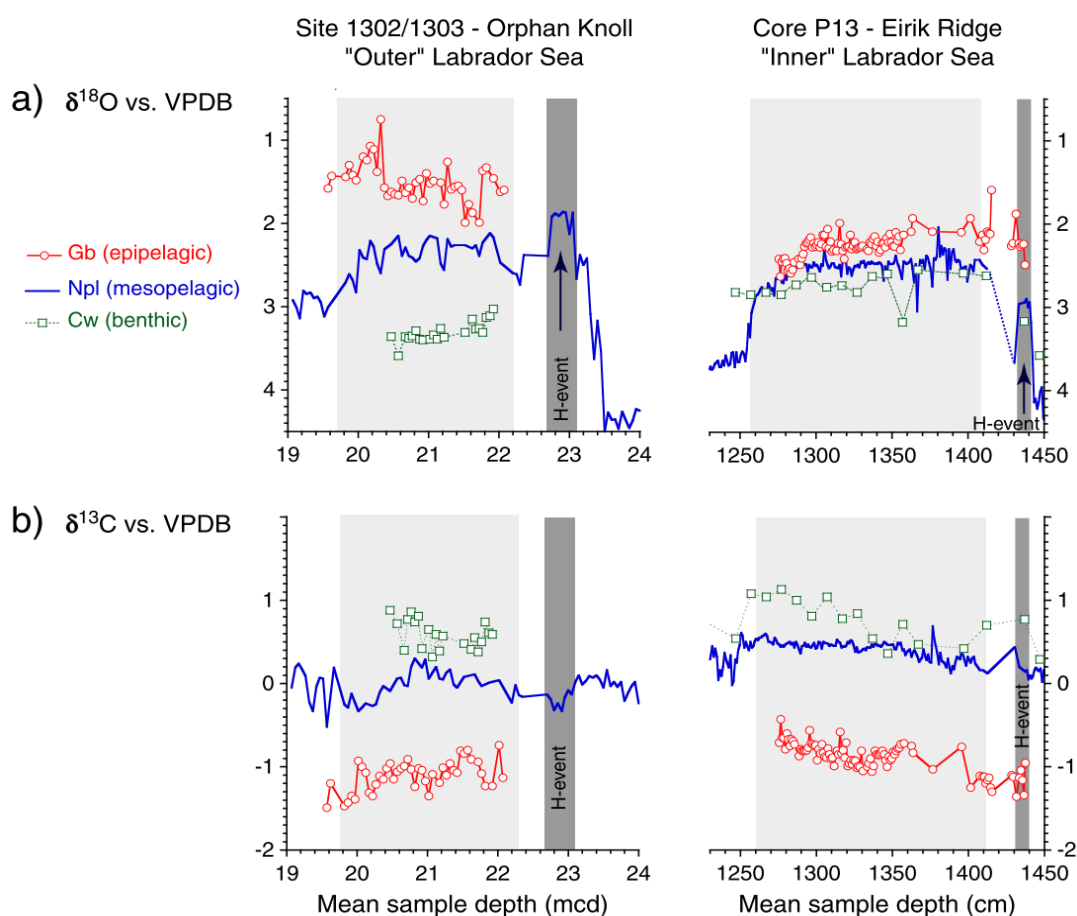 Site 1302/1303 - Orphan Knoll
"Outer" Labrador Sea
Core P13 - Eirik Ridge
"Inner" Labrador Sea
a) δ¹⁸O vs. VPDB
1
2
3
4
1
2
3
4
Gb (epipelagic)
Npl (mesopelagic)
Cw (benthic)
H-event
H-event
19 20 21 22 23 24
1250 1300 1350 1400 1450
b) δ¹³C vs. VPDB
1
0
-1
-2
1
0
-1
-2
H-event
H-event
19 20 21 22 23 24
1250 1300 1350 1400 1450
Mean sample depth (mcd)
Mean sample depth (cm)